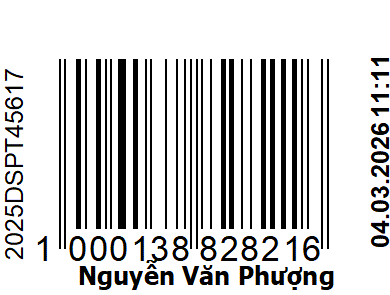 2025DSPT45617
04.03.2026 11:11
1 000138 828216
Nguyễn Văn Phượng